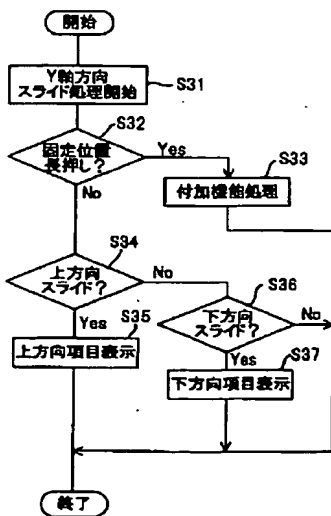 開始
Y軸方向
スライド処理開始
S31
S32
固定位置
長押し?
Yes
S33
No
付加機能処理
S34
上方向
スライド?
No
S36
Yes
S35
下方向
スライド?
No
上方向項目表示
Yes
S37
下方向項目表示
終了